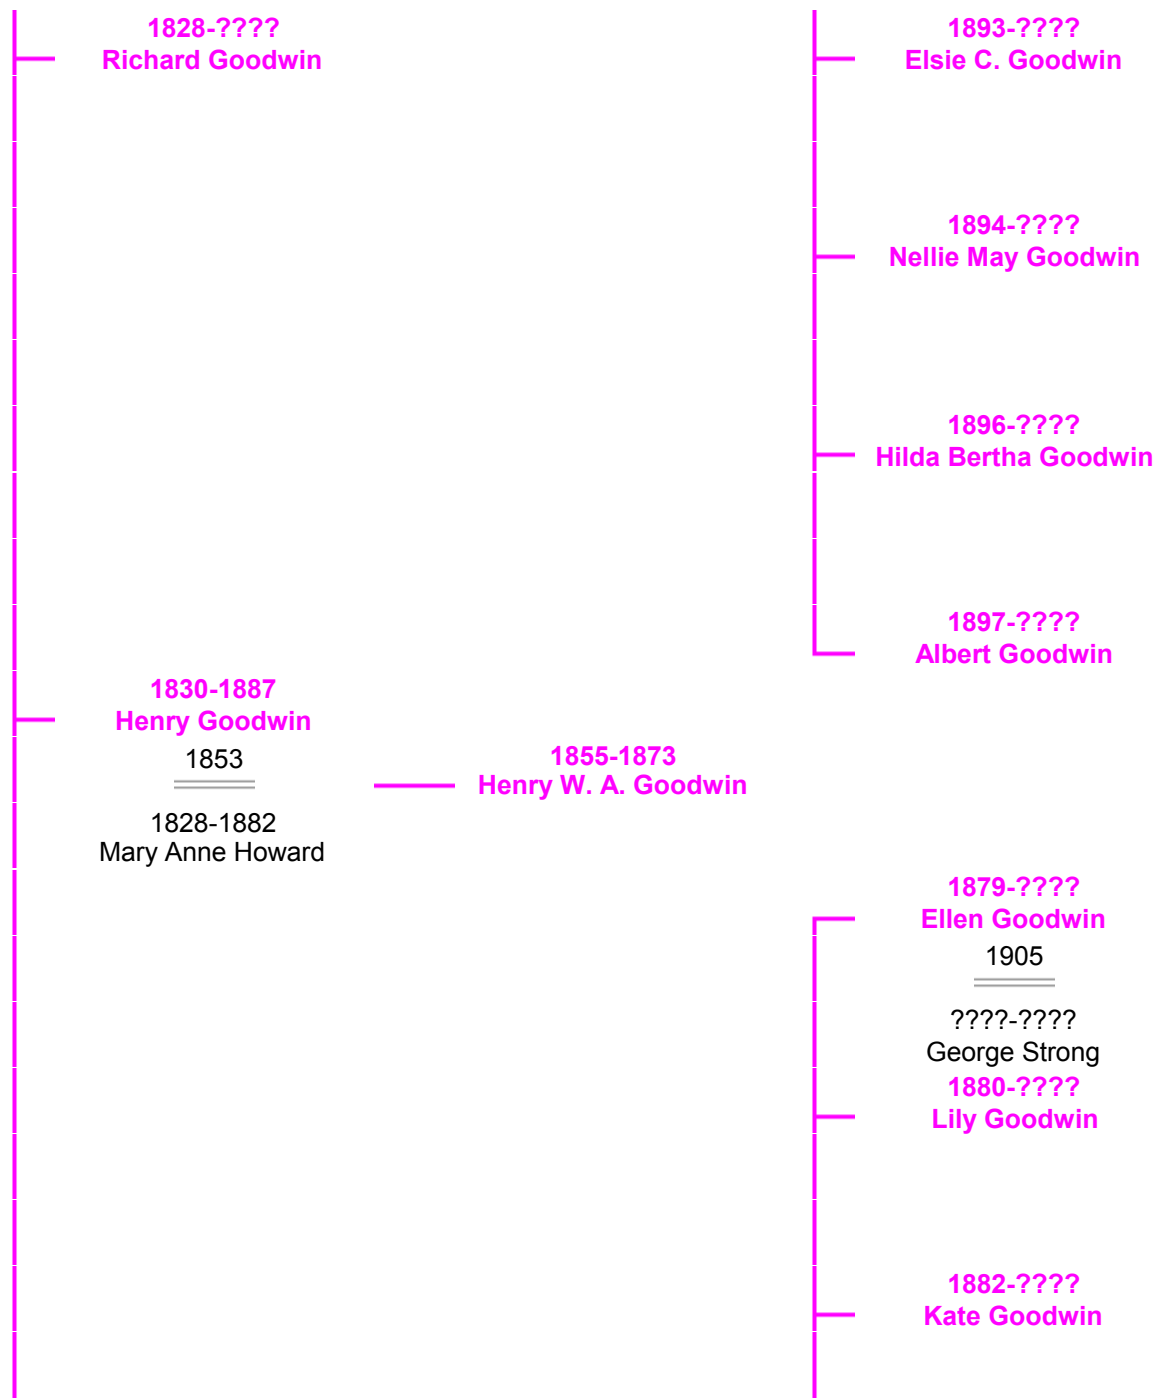 1828-????
Richard Goodwin
1893-????
Elsie C. Goodwin
1894-????
Nellie May Goodwin
1896-????
Hilda Bertha Goodwin
1897-????
Albert Goodwin
1830-1887
Henry Goodwin
1853
1828-1882
Mary Anne Howard
1855-1873
Henry W. A. Goodwin
1879-????
Ellen Goodwin
1905
????-????
George Strong
1880-????
Lily Goodwin
1882-????
Kate Goodwin